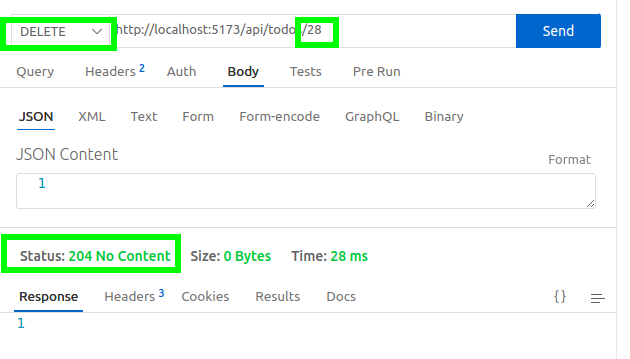 DELETE http://localhost:5173/api/todos/28 Send
Query Headers 2 Auth Body Tests Pre Run
JSON XML Text Form Form-encode GraphQL Binary
JSON Content Format
1
Status: 204 No Content Size: 0 Bytes Time: 28 ms
Response Headers 3 Cookies Results Docs {}
1